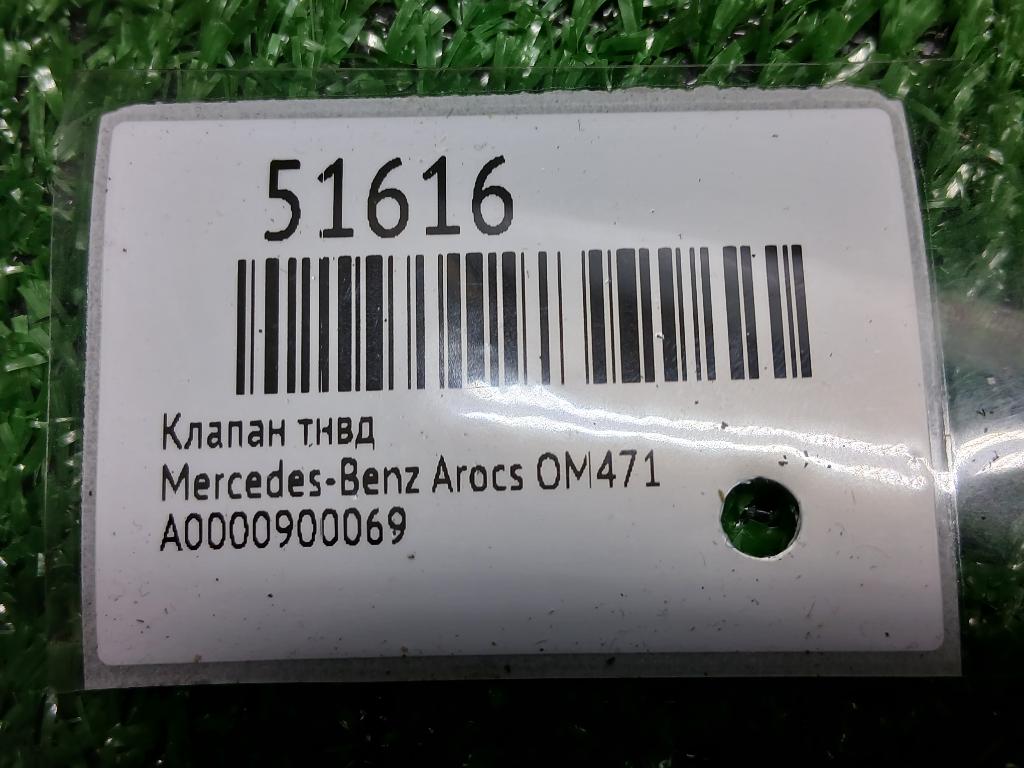 51616
Клапан тнвд
Mercedes-Benz Arocs OM471
A0000900069